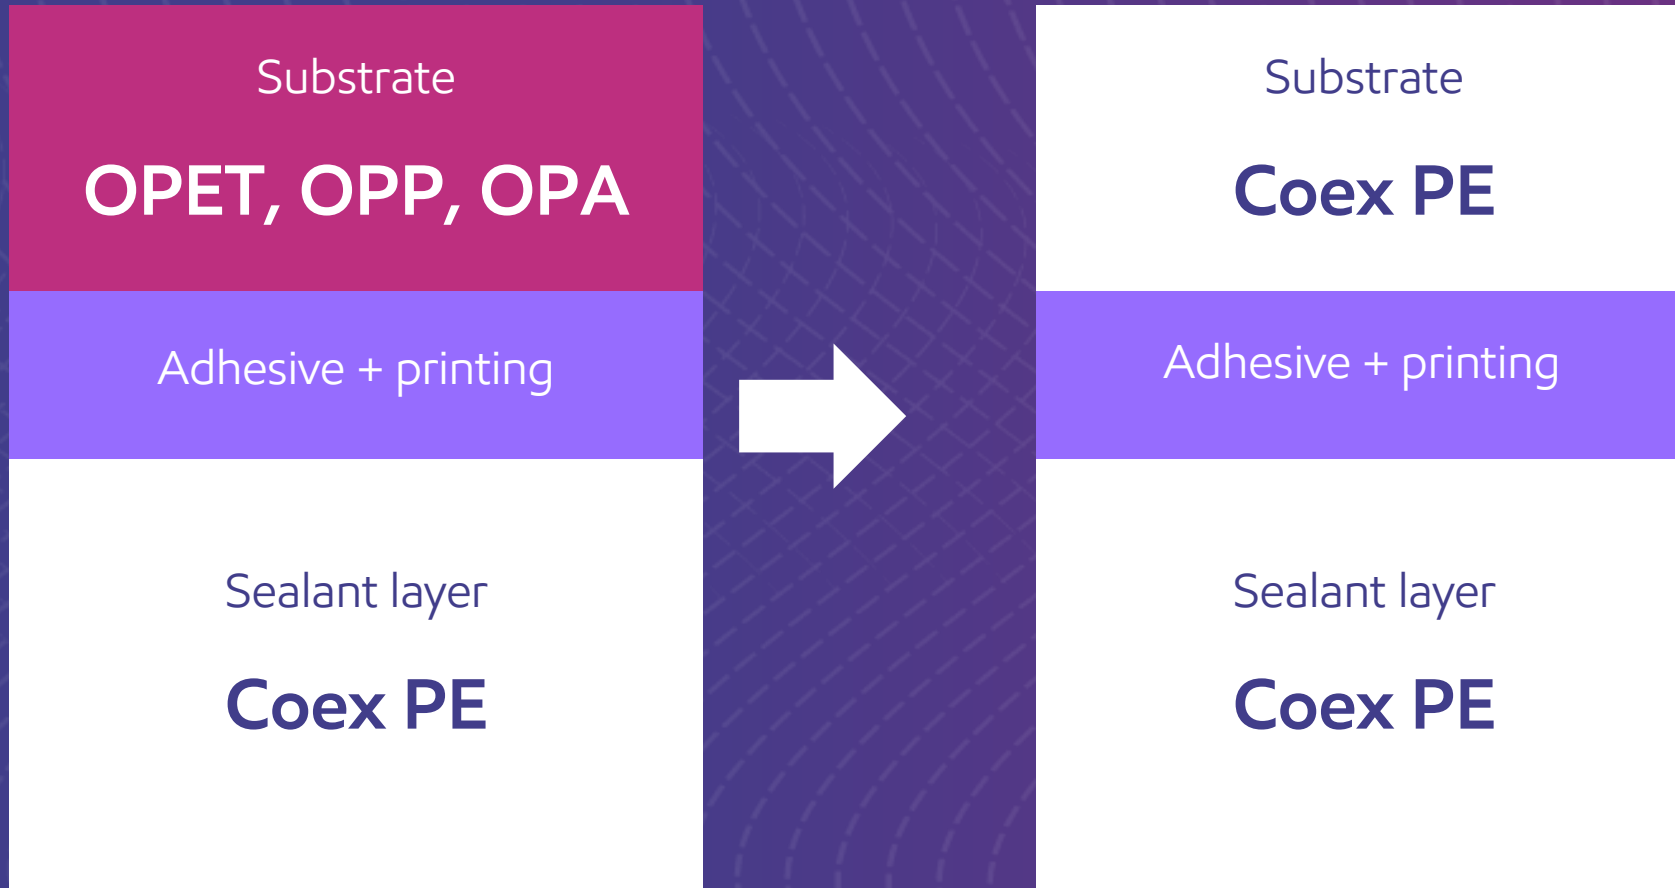 Substrate
OPET, OPP, OPA
Adhesive + printing
Sealant layer
Coex PE
Substrate
Coex PE
Adhesive + printing
Sealant layer
Coex PE